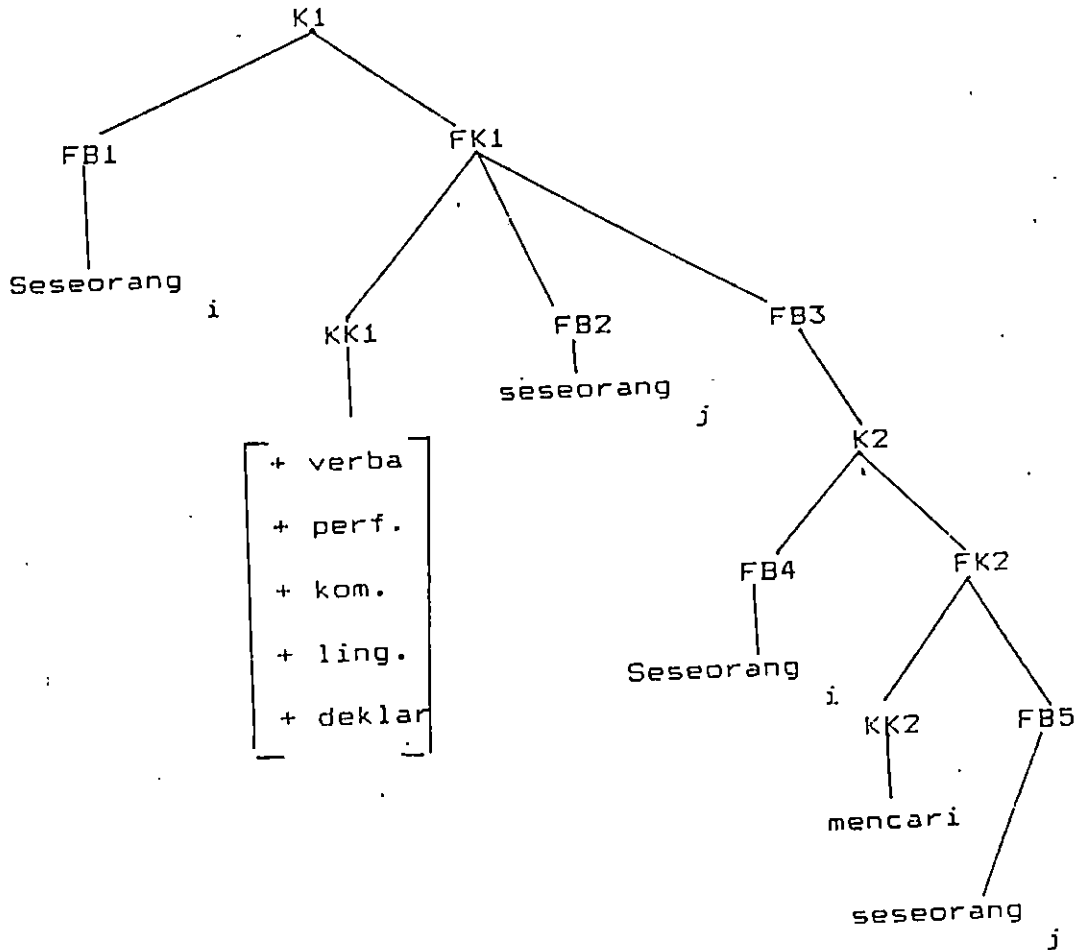 K1
FB1 FK1
Seseorang i
KK1 FB2 FB3
seseorang j
+ verba
+ perf.
+ kom.
+ ling.
+ deklar
K2
FB4 FK2
Seseorang i
KK2 FB5
mencari
seseorang j